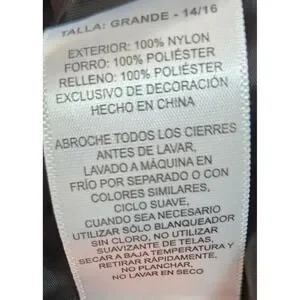 TALLA: GRANDE - 14/16
EXTERIOR: 100% NYLON
FORRO: 100% POLIÉSTER
RELLENO: 100% POLIÉSTER
EXCLUSIVO DE DECORACIÓN
HECHO EN CHINA
ABROCHE TODOS LOS CIERRES
ANTES DE LAVAR,
LAVADO A MÁQUINA EN
FRÍO POR SEPARADO O CON
COLORES SIMILARES,
CICLO SUAVE,
CUANDO SEA NECESARIO
UTILIZAR SÓLO BLANQUEADOR
SIN CLORO, NO UTILIZAR
SUAVIZANTE DE TELAS,
SECAR A BAJA TEMPERATURA Y
RETIRAR RÁPIDAMENTE,
NO PLANCHAR,
NO LAVAR EN SECO